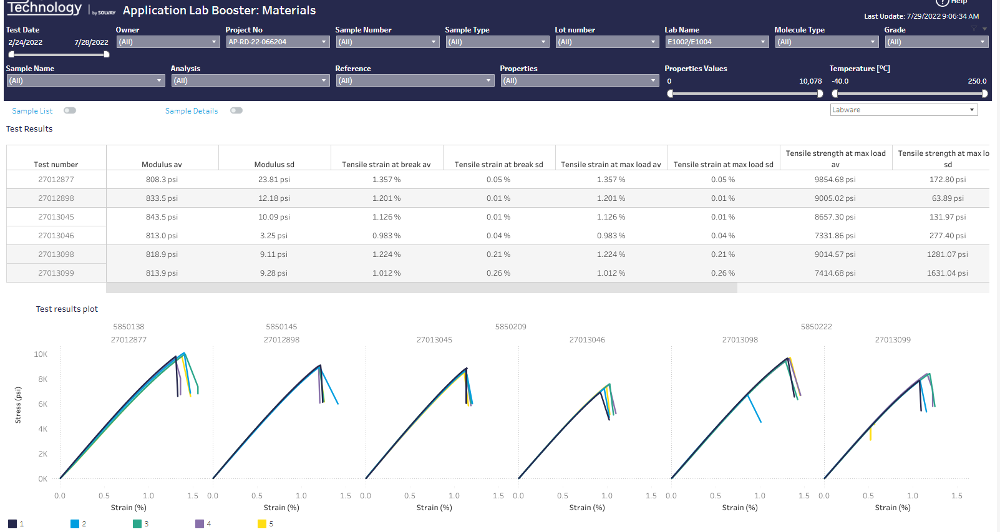 Technology | by SOLVAY Application Lab Booster: Materials
Help
Last Update: 7/29/2022 9:06:34 AM
Test Date Owner Project No Sample Number Sample Type Lot number Lab Name Molecule Type Grade
2/24/2022 7/28/2022 (All) AP-RD-22-066204 (All) (All) (All) E1002/E1004 (All) (All)
Sample Name Analysis Reference Properties Properties Values Temperature [ºC]
(All) (All) (All) (All) 0 10,078 -40.0 250.0
Sample List Sample Details Labware
Test Results
Test number Modulus av Modulus sd Tensile strain at break av Tensile strain at break sd Tensile strain at max load av Tensile strain at max load sd Tensile strength at max load av Tensile strength at max lo sd
27012877 808.3 psi 23.81 psi 1.357 % 0.05 % 1.357 % 0.05 % 9854.68 psi 172.80 psi
27012898 833.5 psi 12.18 psi 1.201 % 0.01 % 1.201 % 0.01 % 9005.02 psi 63.89 psi
27013045 843.5 psi 10.09 psi 1.126 % 0.01 % 1.126 % 0.01 % 8657.30 psi 131.97 psi
27013046 813.0 psi 3.25 psi 0.983 % 0.04 % 0.983 % 0.04 % 7331.86 psi 277.40 psi
27013098 818.9 psi 9.11 psi 1.224 % 0.21 % 1.224 % 0.21 % 9014.57 psi 1281.07 psi
27013099 813.9 psi 9.28 psi 1.012 % 0.26 % 1.012 % 0.26 % 7414.68 psi 1631.04 psi
Test results plot
5850138 5850145 5850209 5850222
27012877 27012898 27013045 27013046 27013098 27013099
10K
8K
6K
4K
2K
0K
Stress (psi)
0.0 0.5 1.0 1.5 0.0 0.5 1.0 1.5 0.0 0.5 1.0 1.5 0.0 0.5 1.0 1.5 0.0 0.5 1.0 1.5 0.0 0.5 1.0 1.5
Strain (%) Strain (%) Strain (%) Strain (%) Strain (%) Strain (%)
1 2 3 4 5